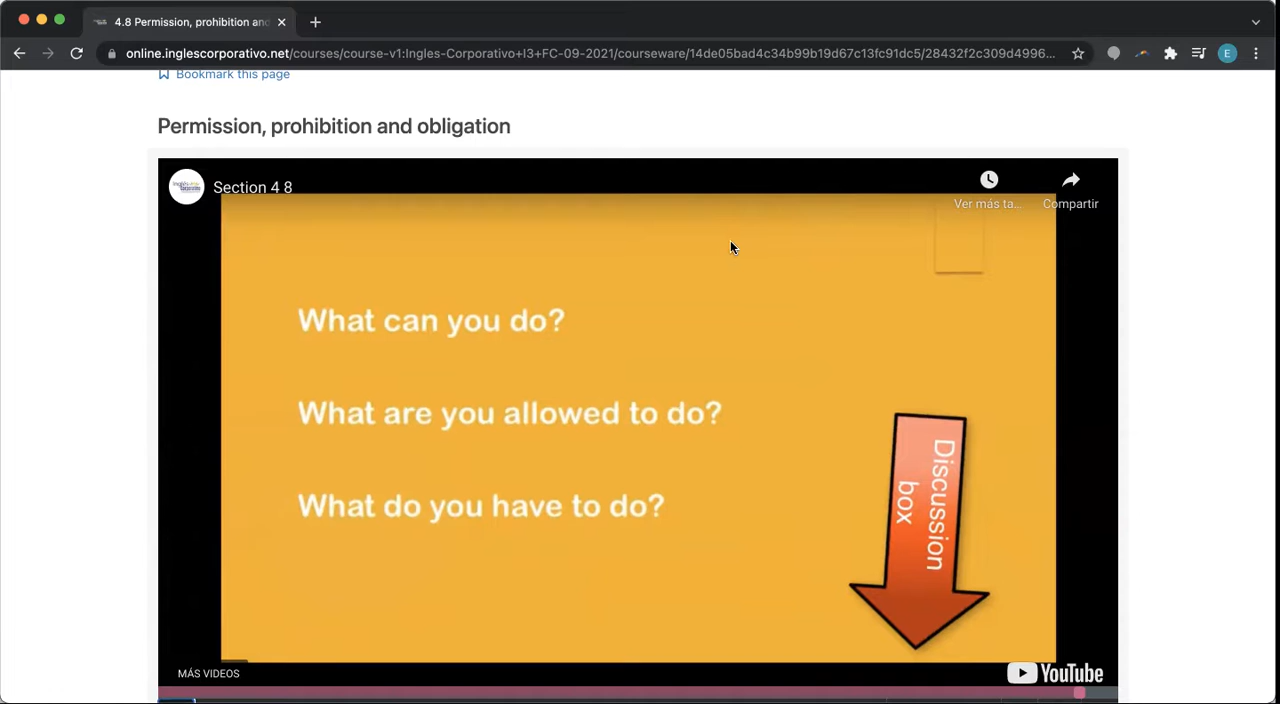 4.8 Permission, prohibition and
online.inglescorporativo.net/courses/course-v1:Ingles-Corporativo+I3+FC-09-2021/courseware/14de05bad4c34b99b19d67c13fc91dc5/28432f2c309d4996...
E
Bookmark this page
Permission, prohibition and obligation
Section 4 8
Ver más ta...
Compartir
What can you do?
What are you allowed to do?
What do you have to do?
Discussion
box
MÁS VIDEOS
YouTube